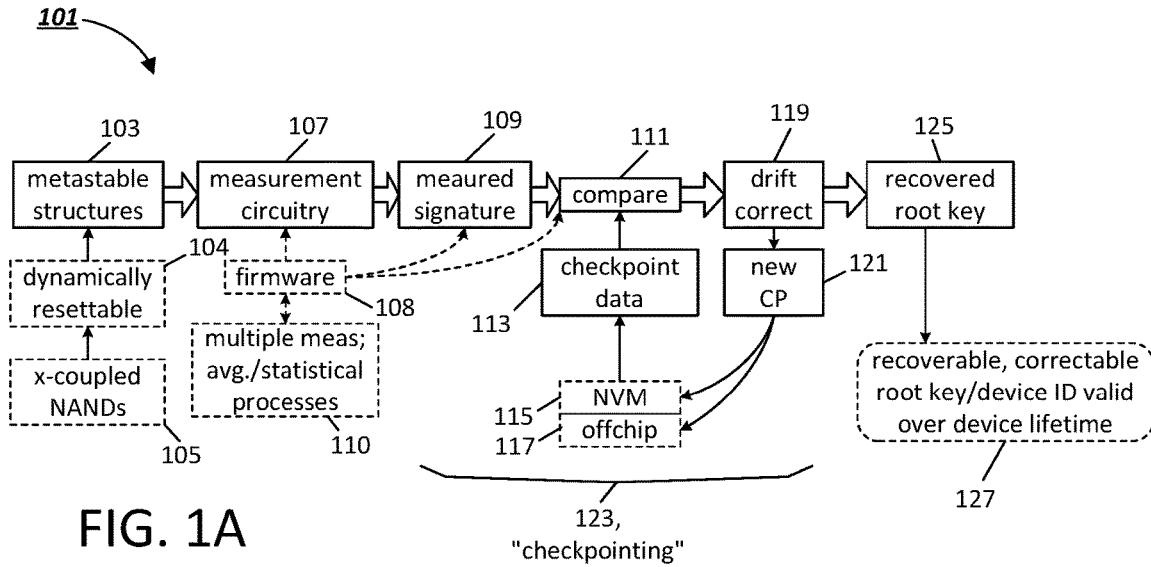 101
103
107
109
111
119
125
metastable
structures
measurement
circuitry
meaured
signature
compare
drift
correct
recovered
root key
104
dynamically
resettable
firmware
108
checkpoint
data
113
new
CP
121
x-coupled
NANDs
105
multiple meas;
avg./statistical
processes
110
115
NVM
117
offchip
recoverable, correctable
root key/device ID valid
over device lifetime
127
123,
"checkpointing"
FIG. 1A